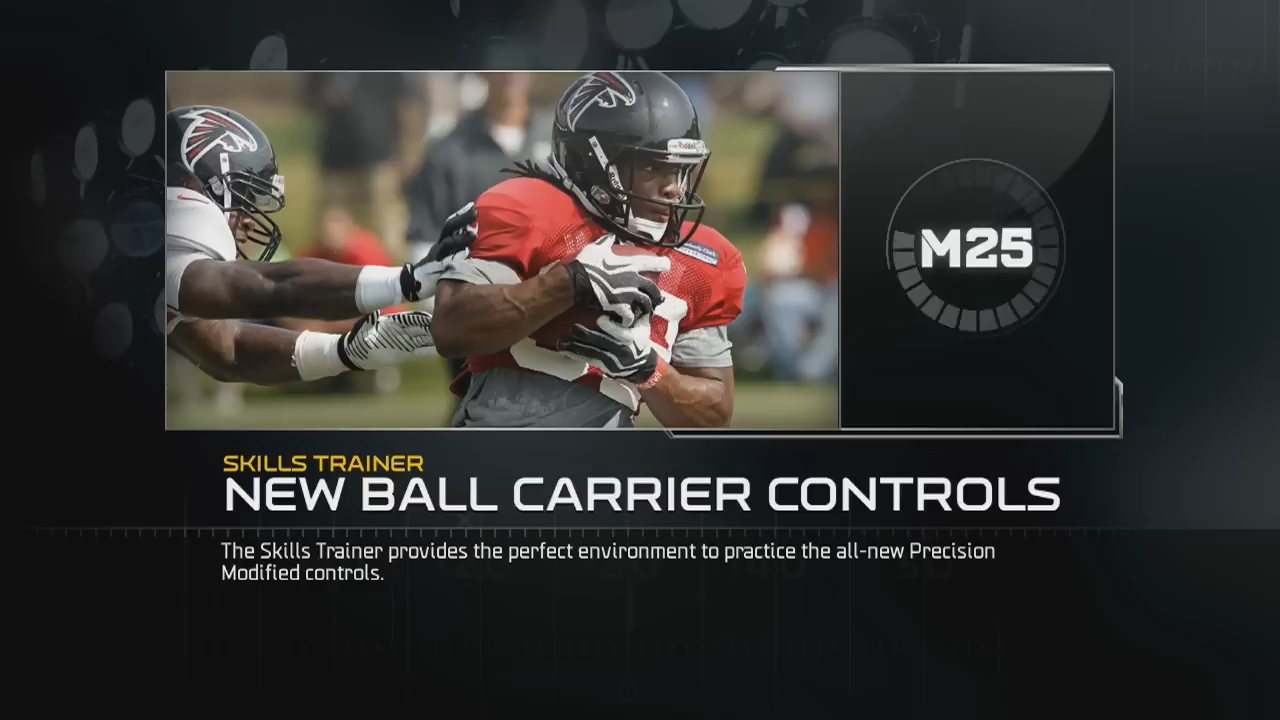 Riddell
M25
SKILLS TRAINER
NEW BALL CARRIER CONTROLS
The Skills Trainer provides the perfect environment to practice the all-new Precision
Modified controls.